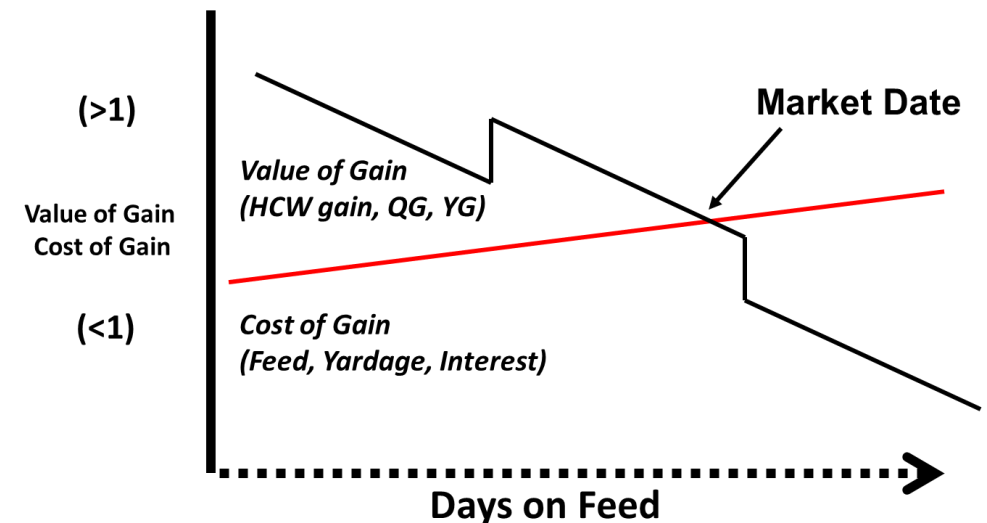 (>1)
Market Date
Value of Gain
(HCW gain, QG, YG)
Value of Gain
Cost of Gain
(<1)
Cost of Gain
(Feed, Yardage, Interest)
Days on Feed